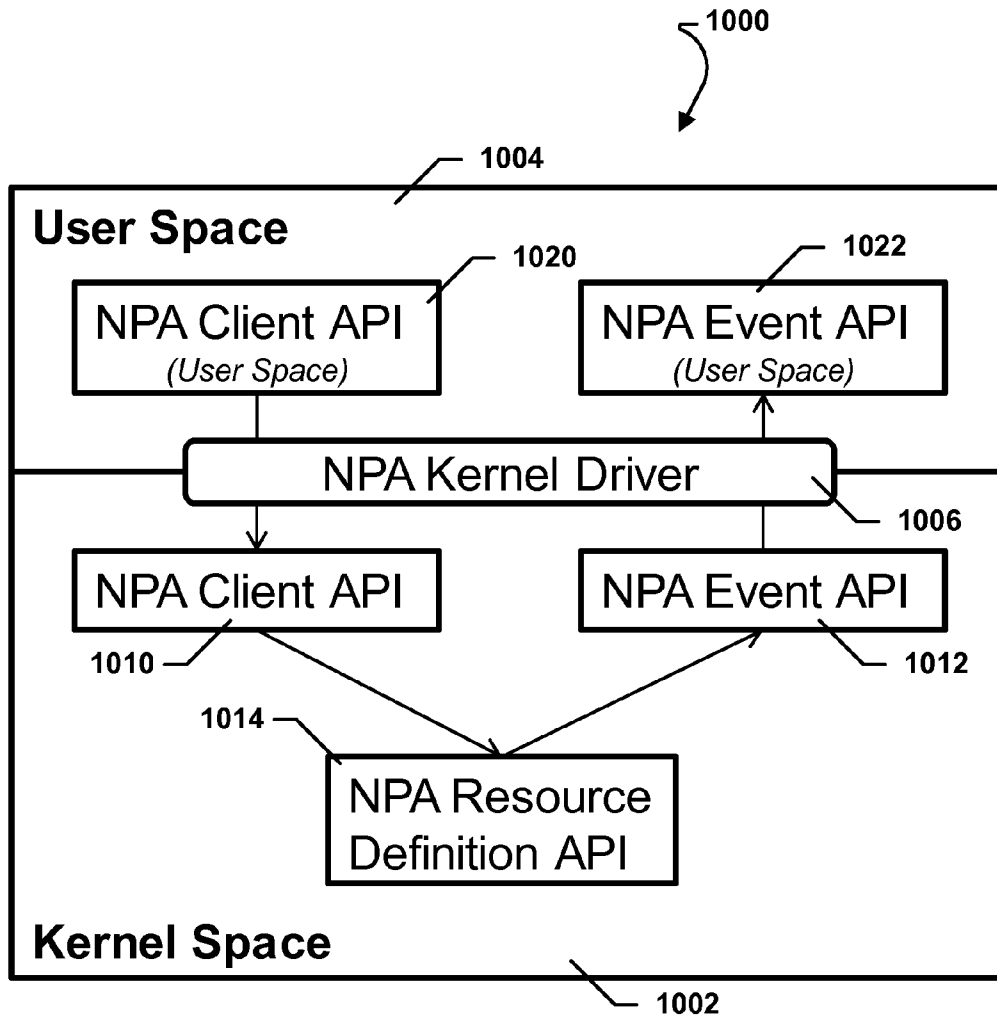 1000
1004
User Space
1020
1022
NPA Client API
(User Space)
NPA Event API
(User Space)
NPA Kernel Driver
1006
NPA Client API
NPA Event API
1010
1012
1014
NPA Resource
Definition API
Kernel Space
1002